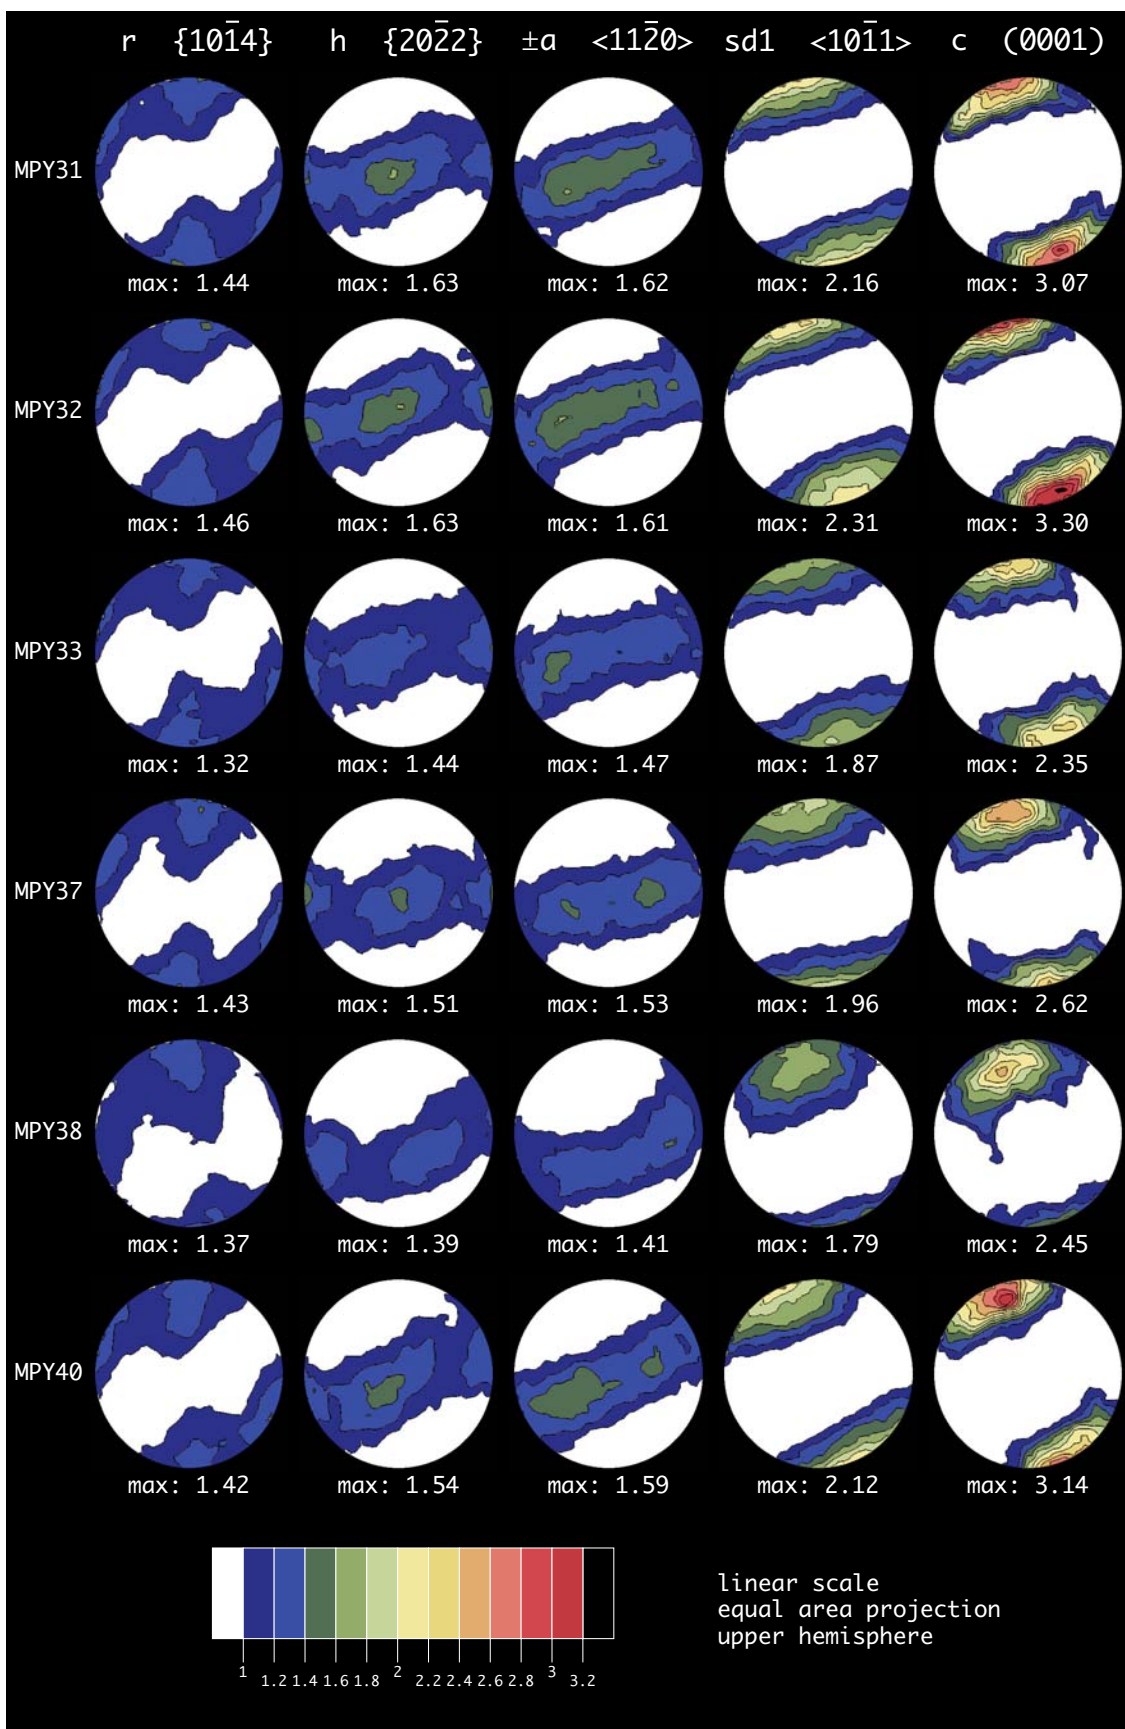 r {101̄4} h {202̄2} ±a <112̄0> sd1 <101̄1> c (0001)
MPY31
max: 1.44 max: 1.63 max: 1.62 max: 2.16 max: 3.07
MPY32
max: 1.46 max: 1.63 max: 1.61 max: 2.31 max: 3.30
MPY33
max: 1.32 max: 1.44 max: 1.47 max: 1.87 max: 2.35
MPY37
max: 1.43 max: 1.51 max: 1.53 max: 1.96 max: 2.62
MPY38
max: 1.37 max: 1.39 max: 1.41 max: 1.79 max: 2.45
MPY40
max: 1.42 max: 1.54 max: 1.59 max: 2.12 max: 3.14
linear scale
equal area projection
upper hemisphere
1 1.2 1.4 1.6 1.8 2 2.2 2.4 2.6 2.8 3 3.2